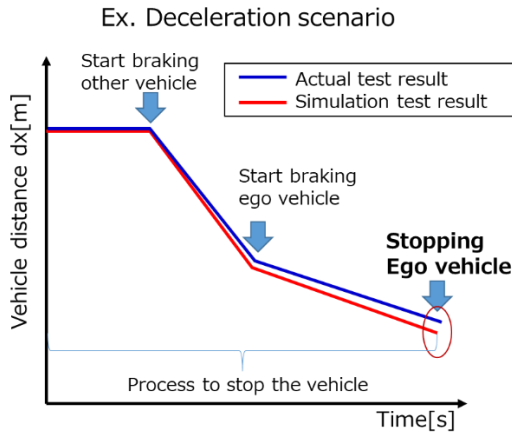 Ex. Deceleration scenario
Start braking
other vehicle
Actual test result
Simulation test result
Vehicle distance dx[m]
Start braking
ego vehicle
Stopping
Ego vehicle
Process to stop the vehicle
Time[s]